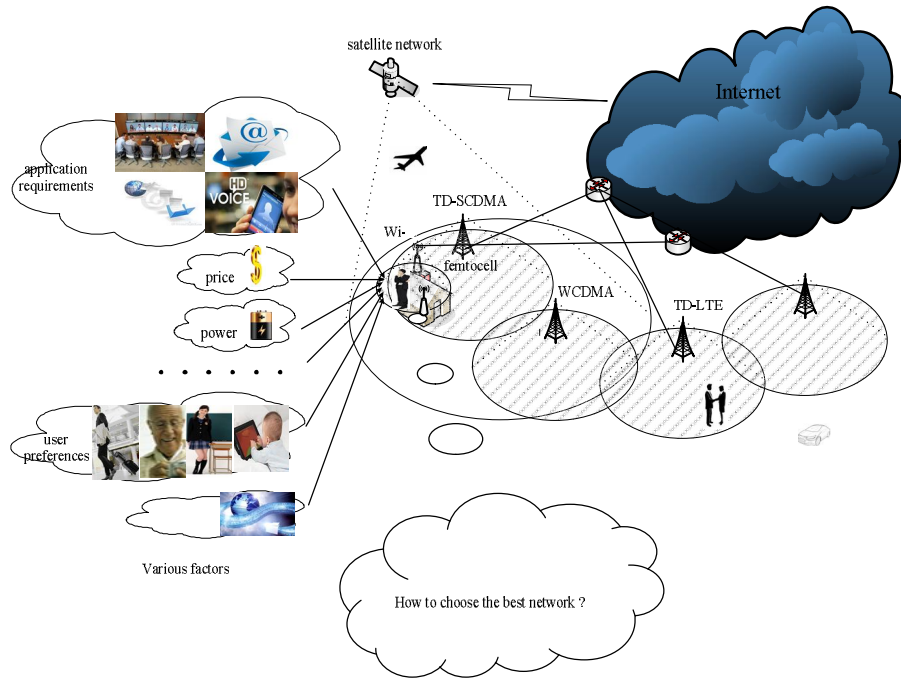 satellite network
Internet
application
requirements
@
HD
VOICE
TD-SCDMA
Wi-
femtocell
price
$
WCDMA
TD-LTE
power
user
preferences
Various factors
How to choose the best network ?